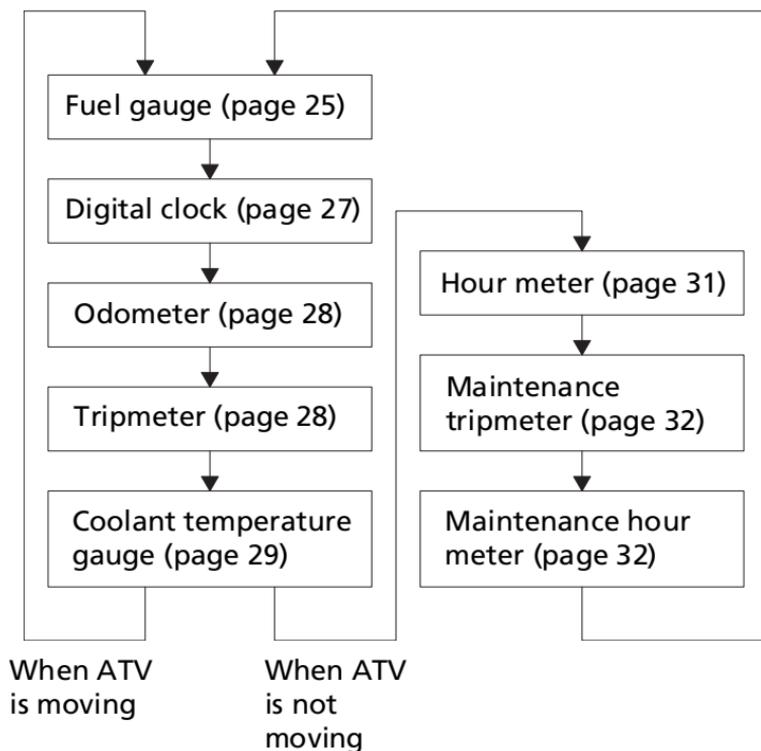 Fuel gauge (page 25)
Digital clock (page 27)
Odometer (page 28)
Tripmeter (page 28)
Coolant temperature
gauge (page 29)
When ATV
is moving
When ATV
is not
moving
Hour meter (page 31)
Maintenance
tripmeter (page 32)
Maintenance hour
meter (page 32)